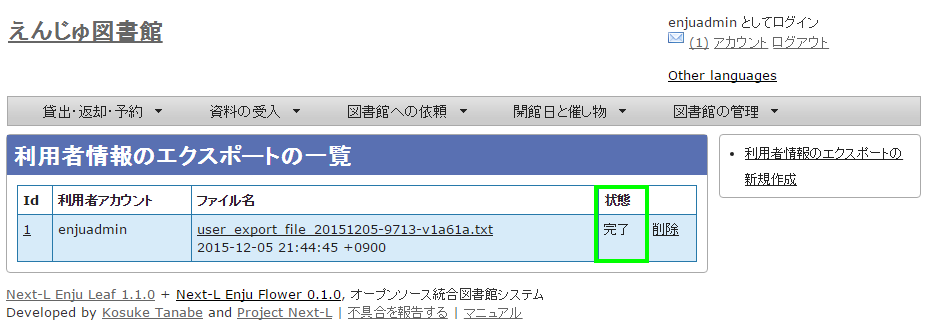 えんじゅ図書館
enjuadmin としてログイン
(1) アカウント ログアウト
Other languages
貸出・返却・予約 資料の受入 図書館への依頼 開館日と催し物 図書館の管理
利用者情報のエクスポートの一覧
Id 利用者アカウント ファイル名 状態
1 enjuadmin user_export_file_20151205-9713-v1a61a.txt 完了 削除
2015-12-05 21:44:45 +0900
利用者情報のエクスポートの
新規作成
Next-L Enju Leaf 1.1.0 + Next-L Enju Flower 0.1.0, オープンソース統合図書館システム
Developed by Kosuke Tanabe and Project Next-L | 不具合を報告する | マニュアル